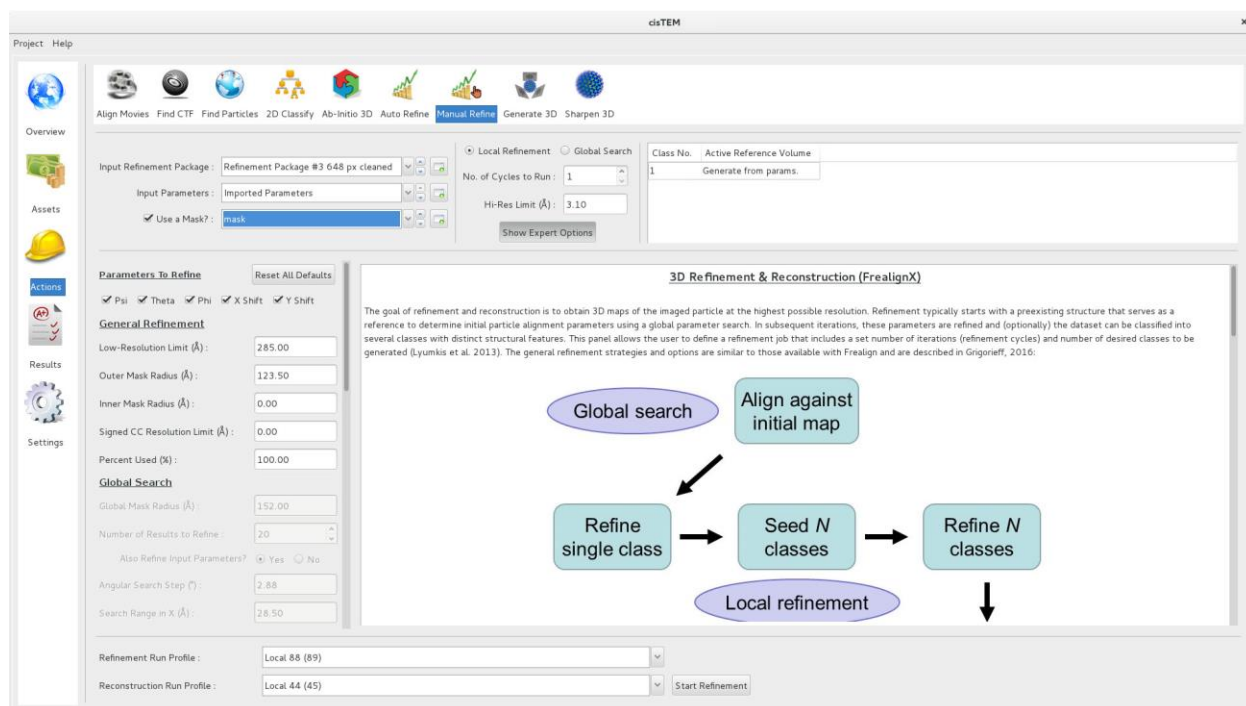 cisTEM
Project Help
Overview
Assets
Actions
Results
Settings
Align Movies Find CTF Find Particles 2D Classify Ab-Initio 3D Auto Refine Manual Refine Generate 3D Sharpen 3D
Input Refinement Package : Refinement Package #3 648 px cleaned
Input Parameters : Imported Parameters
Use a Mask? : mask
Local Refinement Global Search
No. of Cycles to Run : 1
Hi-Res Limit (Å) : 3.10
Show Expert Options
Class No. Active Reference Volume
1 Generate from params.
Parameters To Refine Reset All Defaults
Psi Theta Phi X Shift Y Shift
General Refinement
Low-Resolution Limit (Å) : 285.00
Outer Mask Radius (Å) : 123.50
Inner Mask Radius (Å) : 0.00
Signed CC Resolution Limit (Å) : 0.00
Percent Used (%) : 100.00
Global Search
Global Mask Radius (Å) : 152.00
Number of Results to Refine : 20
Also Refine Input Parameters? Yes No
Angular Search Step (°) : 2.88
Search Range in X (Å) : 28.50
3D Refinement & Reconstruction (FrealignX)
The goal of refinement and reconstruction is to obtain 3D maps of the imaged particle at the highest possible resolution. Refinement typically starts with a preexisting structure that serves as a
reference to determine initial particle alignment parameters using a global parameter search. In subsequent iterations, these parameters are refined and (optionally) the dataset can be classified into
several classes with distinct structural features. This panel allows the user to define a refinement job that includes a set number of iterations (refinement cycles) and number of desired classes to be
generated (Lyumkis et al. 2013). The general refinement strategies and options are similar to those available with Frealign and are described in Grigorieff, 2016:
Global search
Align against
initial map
Refine
single class
Seed N
classes
Refine N
classes
Local refinement
Refinement Run Profile : Local 88 (89)
Reconstruction Run Profile : Local 44 (45) Start Refinement